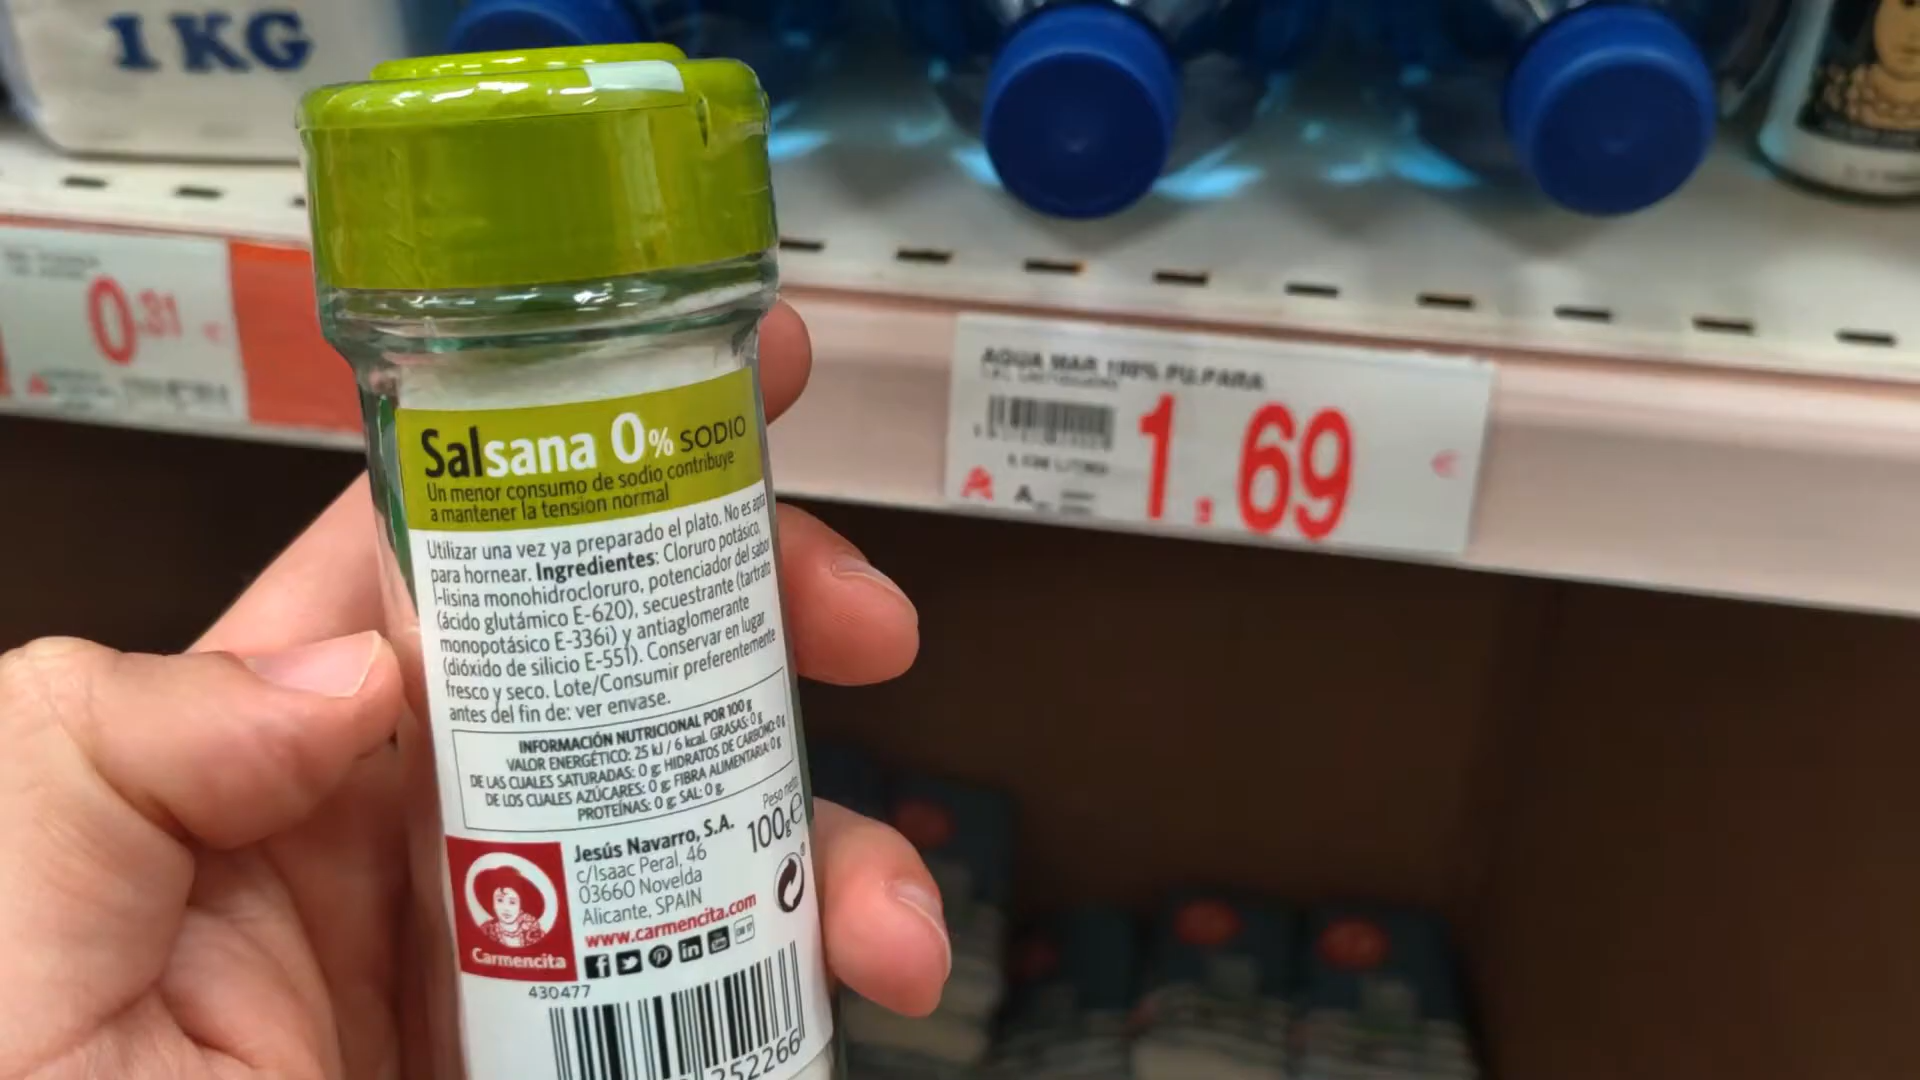 1 KG
0.31 €
AGUA MAR 100% PU.PARA
1.69 €
Salsana 0% SODIO
Un menor consumo de sodio contribuye
a mantener la tension normal
Utilizar una vez ya preparado el plato. No es apta
para hornear. Ingredientes: Cloruro potásico,
l-lisina monohidrocloruro, potenciador del sabor
(ácido glutámico E-620), secuestrante (tartrato
monopotásico E-336i) y antiaglomerante
(dióxido de silicio E-551). Conservar en lugar
fresco y seco. Lote/Consumir preferentemente
antes del fin de: ver envase.
INFORMACIÓN NUTRICIONAL POR 100 g
VALOR ENERGÉTICO: 25 kJ / 6 kcal. GRASAS: 0 g
DE LAS CUALES SATURADAS: 0 g HIDRATOS DE CARBONO: 0 g
DE LOS CUALES AZÚCARES: 0 g FIBRA ALIMENTARIA: 0 g
PROTEÍNAS: 0 g SAL: 0 g
Peso neto
100g e
Jesús Navarro, S.A.
c/Isaac Peral, 46
03660 Novelda
Alicante, SPAIN
www.carmencita.com
Carmencita
430477
252266